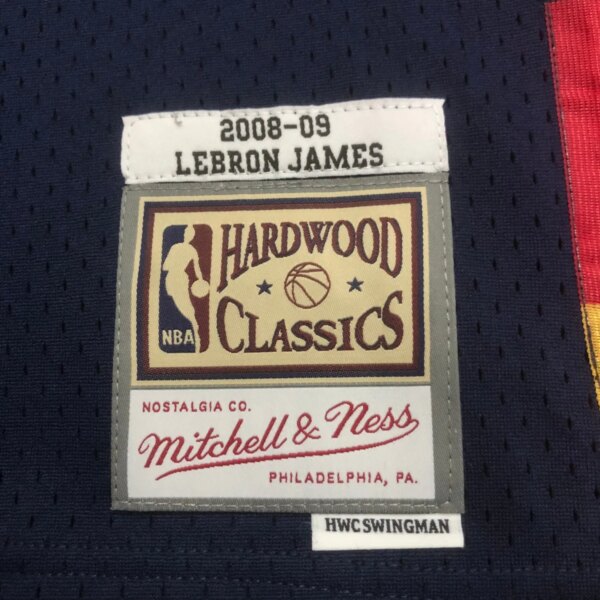 2008-09
LEBRON JAMES
HARDWOOD
CLASSICS
NBA
NOSTALGIA CO.
Mitchell & Ness
PHILADELPHIA, PA.
HWC SWINGMAN